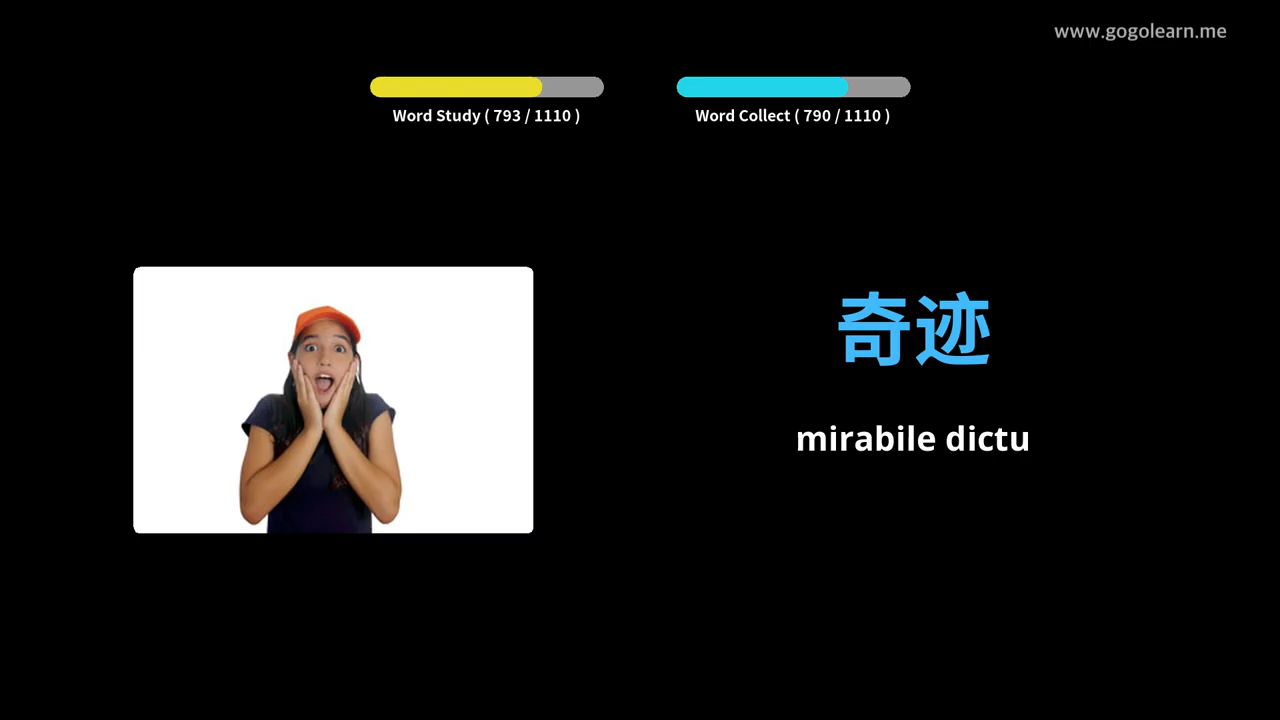 www.gogolearn.me
Word Study ( 793 / 1110 )
Word Collect ( 790 / 1110 )
奇迹
mirabile dictu